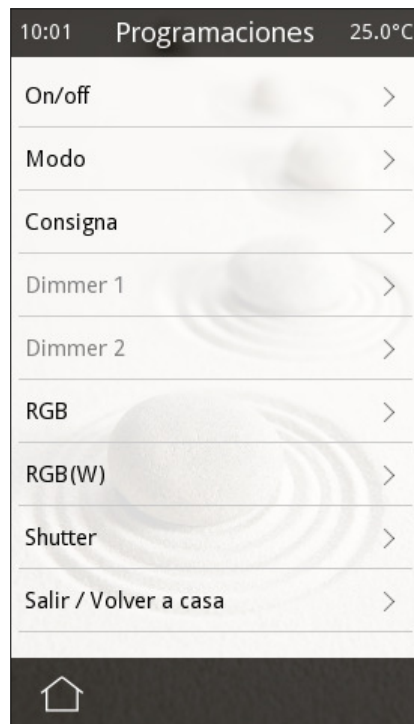 10:01 Programaciones 25.0°C
On/off
Modo
Consigna
Dimmer 1
Dimmer 2
RGB
RGB(W)
Shutter
Salir / Volver a casa